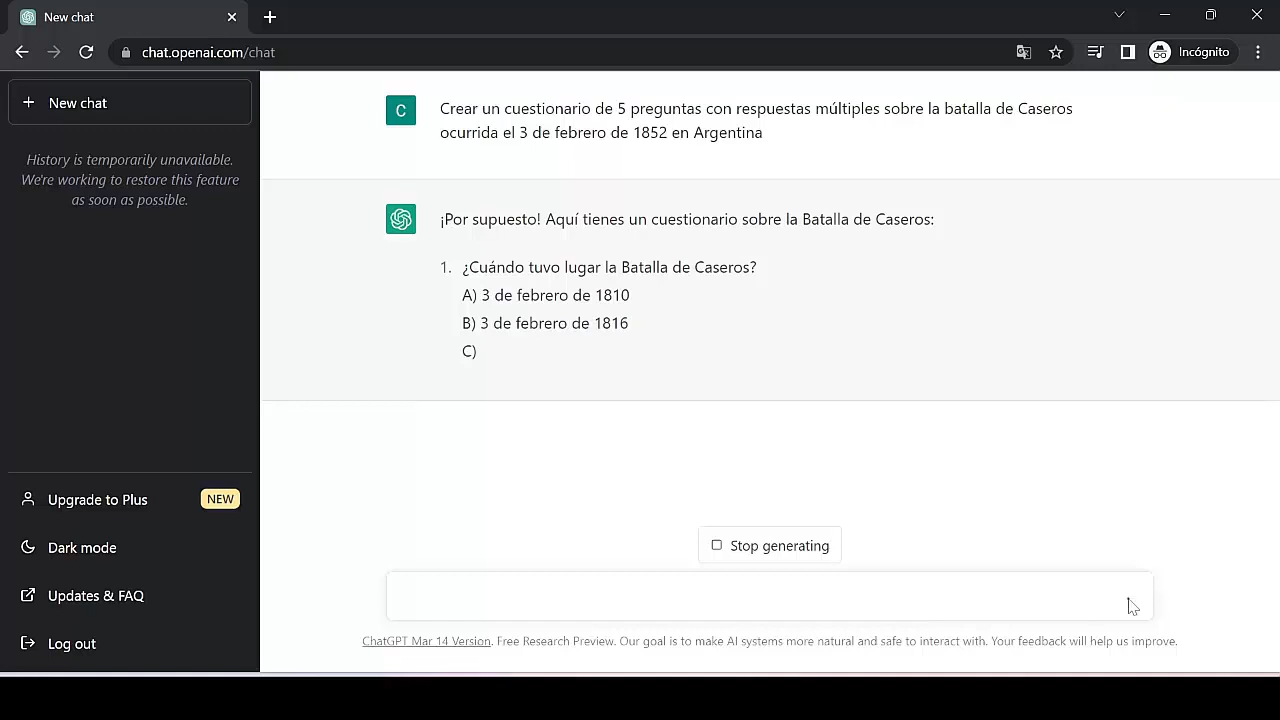 New chat
chat.openai.com/chat
Incógnito
New chat
History is temporarily unavailable.
We're working to restore this feature
as soon as possible.
Upgrade to Plus NEW
Dark mode
Updates & FAQ
Log out
C
Crear un cuestionario de 5 preguntas con respuestas múltiples sobre la batalla de Caseros
ocurrida el 3 de febrero de 1852 en Argentina
¡Por supuesto! Aquí tienes un cuestionario sobre la Batalla de Caseros:
1. ¿Cuándo tuvo lugar la Batalla de Caseros?
A) 3 de febrero de 1810
B) 3 de febrero de 1816
C)
Stop generating
ChatGPT Mar 14 Version. Free Research Preview. Our goal is to make AI systems more natural and safe to interact with. Your feedback will help us improve.